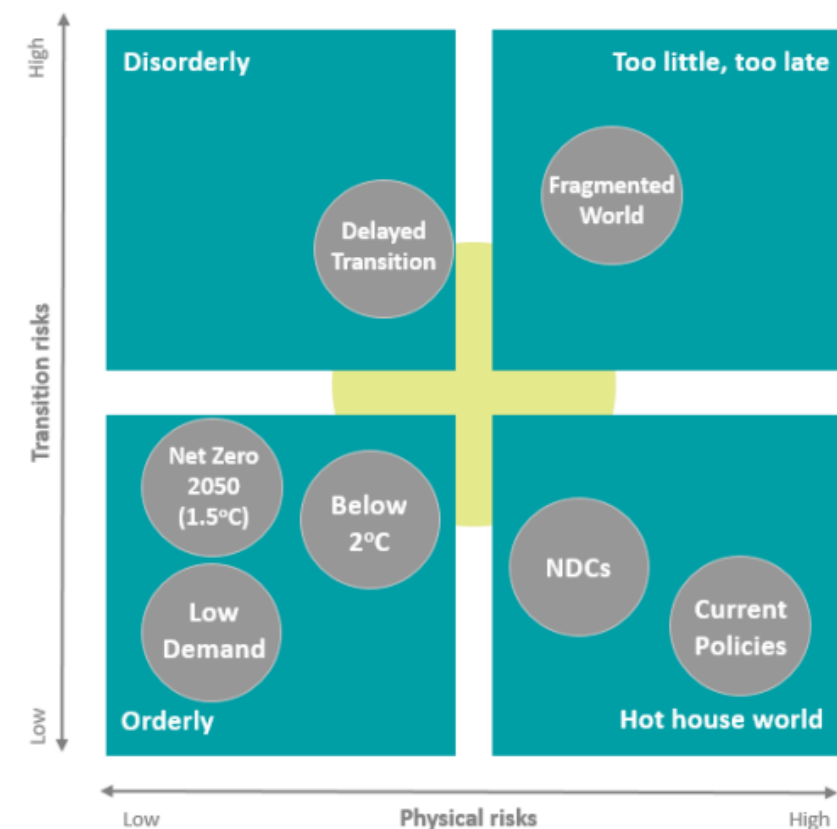 High
Disorderly
Too little, too late
Fragmented
World
Delayed
Transition
Transition risks
Net Zero
2050
(1.5°C)
Below
2°C
NDCs
Low
Demand
Current
Policies
Low
Orderly
Hot house world
Low
Physical risks
High